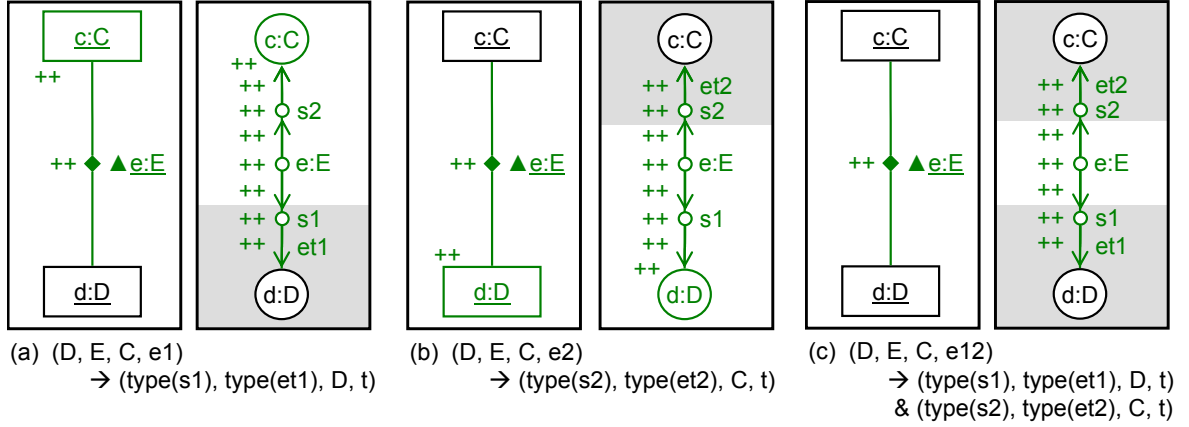 c:C
++
++ ▲ e:E
d:D
c:C
++
++
++ s2
++
++ e:E
++
++ s1
++ et1
d:D
(a) (D, E, C, e1)
→ (type(s1), type(et1), D, t)
c:C
++ ▲ e:E
++
d:D
c:C
++ et2
++ s2
++
++ e:E
++
++ s1
++
++
d:D
(b) (D, E, C, e2)
→ (type(s2), type(et2), C, t)
c:C
++ ▲ e:E
d:D
c:C
++ et2
++ s2
++
++ e:E
++
++ s1
++ et1
d:D
(c) (D, E, C, e12)
→ (type(s1), type(et1), D, t)
& (type(s2), type(et2), C, t)